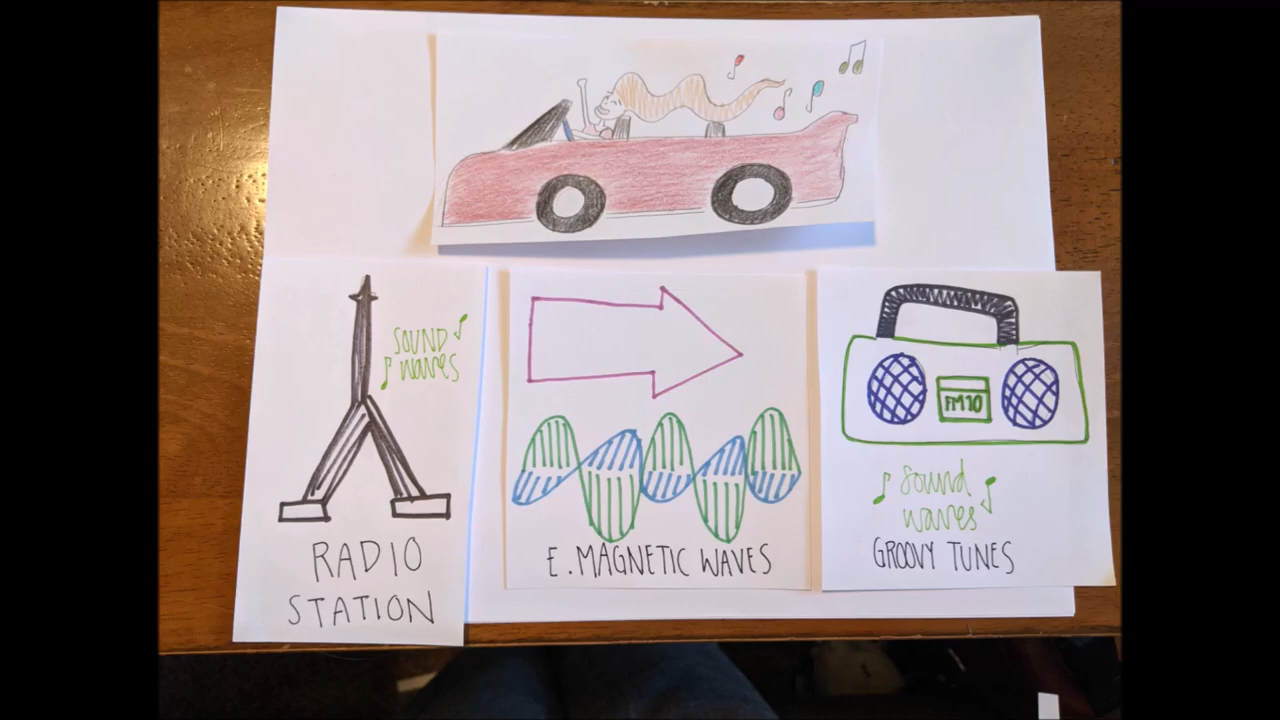 SOUND
WAVES
RADIO
STATION
E.MAGNETIC WAVES
FM10
Sound
waves
GROOVY TUNES